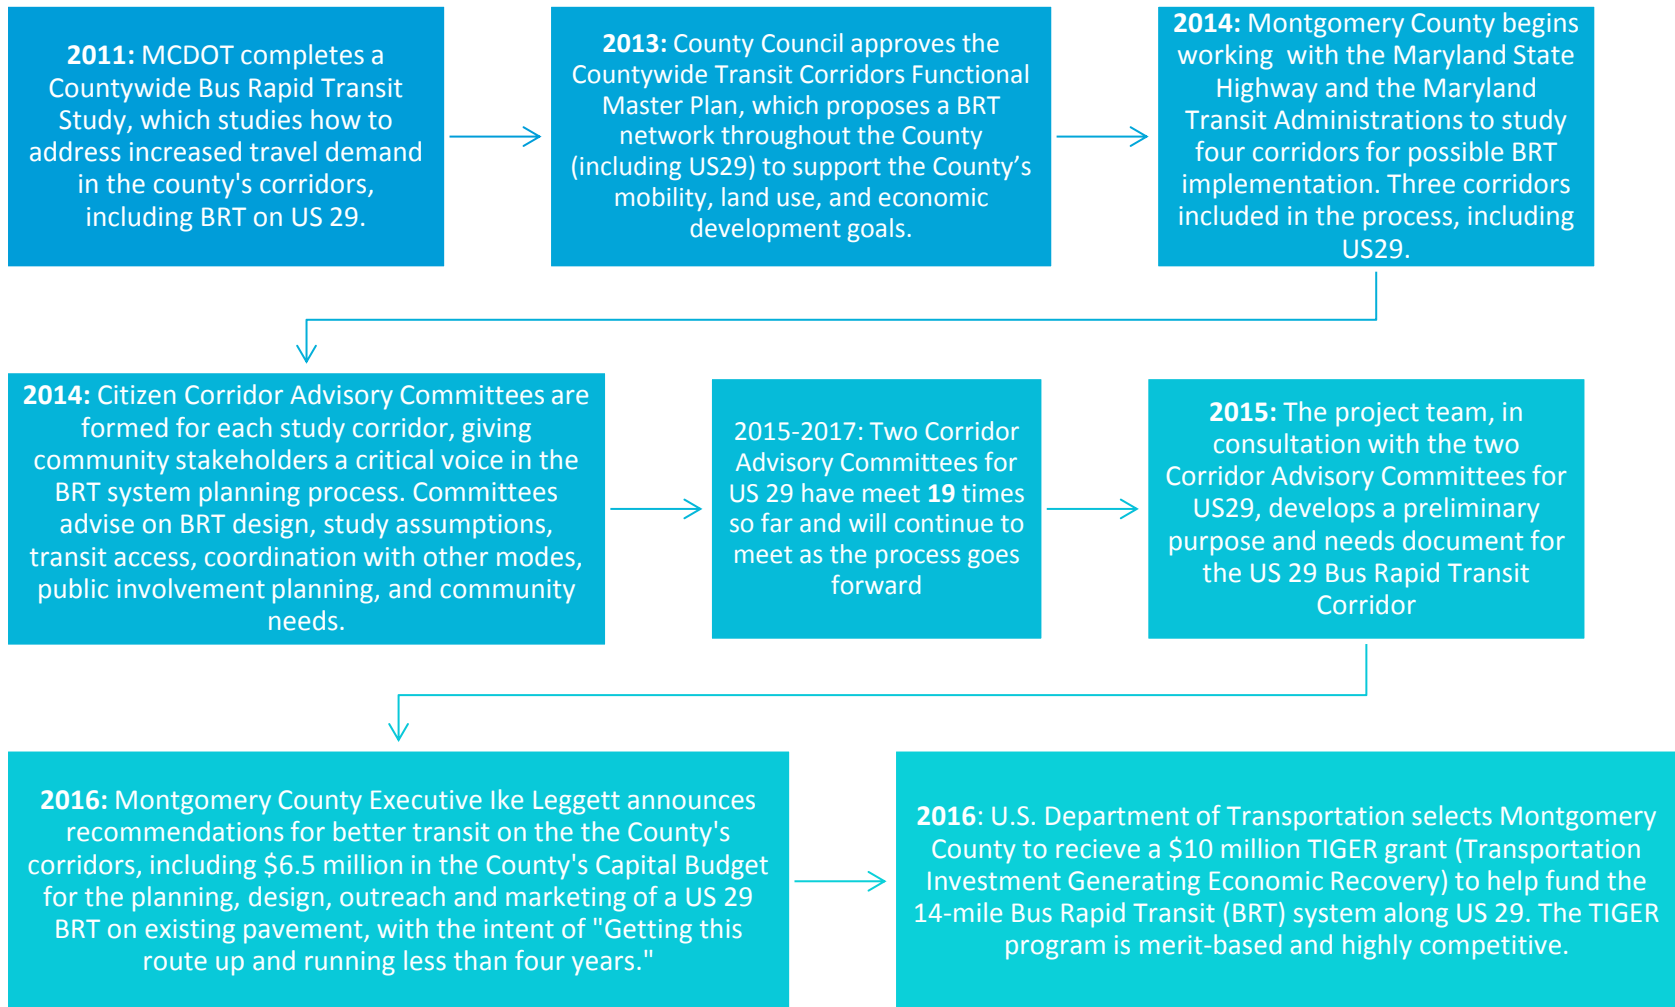 2011: MCDOT completes a
Countywide Bus Rapid Transit
Study, which studies how to
address increased travel demand
in the county's corridors,
including BRT on US 29.
2013: County Council approves the
Countywide Transit Corridors Functional
Master Plan, which proposes a BRT
network throughout the County
(including US29) to support the County’s
mobility, land use, and economic
development goals.
2014: Montgomery County begins
working with the Maryland State
Highway and the Maryland
Transit Administrations to study
four corridors for possible BRT
implementation. Three corridors
included in the process, including
US29.
2014: Citizen Corridor Advisory Committees are
formed for each study corridor, giving
community stakeholders a critical voice in the
BRT system planning process. Committees
advise on BRT design, study assumptions,
transit access, coordination with other modes,
public involvement planning, and community
needs.
2015-2017: Two Corridor
Advisory Committees for
US 29 have meet 19 times
so far and will continue to
meet as the process goes
forward
2015: The project team, in
consultation with the two
Corridor Advisory Committees for
US29, develops a preliminary
purpose and needs document for
the US 29 Bus Rapid Transit
Corridor
2016: Montgomery County Executive Ike Leggett announces
recommendations for better transit on the the County's
corridors, including $6.5 million in the County's Capital Budget
for the planning, design, outreach and marketing of a US 29
BRT on existing pavement, with the intent of "Getting this
route up and running less than four years."
2016: U.S. Department of Transportation selects Montgomery
County to recieve a $10 million TIGER grant (Transportation
Investment Generating Economic Recovery) to help fund the
14-mile Bus Rapid Transit (BRT) system along US 29. The TIGER
program is merit-based and highly competitive.